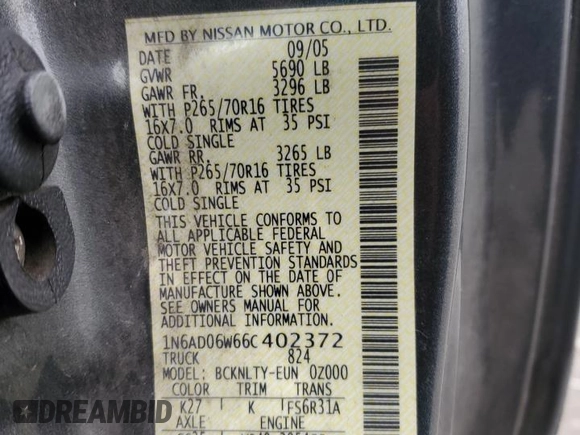 MFD BY NISSAN MOTOR CO., LTD.
DATE 09/05
GVWR 5690 LB
GAWR FR. 3296 LB
WITH P265/70R16 TIRES
16X7.0 RIMS AT 35 PSI
COLD SINGLE
GAWR RR. 3265 LB
WITH P265/70R16 TIRES
16X7.0 RIMS AT 35 PSI
COLD SINGLE
THIS VEHICLE CONFORMS TO
ALL APPLICABLE FEDERAL
MOTOR VEHICLE SAFETY AND
THEFT PREVENTION STANDARDS
IN EFFECT ON THE DATE OF
MANUFACTURE SHOWN ABOVE.
SEE OWNERS MANUAL FOR
ADDITIONAL INFORMATION.
1N6AD06W66C402372
TRUCK 824
MODEL: BCKNLTY-EUN 0Z000
COLOR TRIM TRANS
K27 K FS6R31A
AXLE: ENGINE
DREAMBID